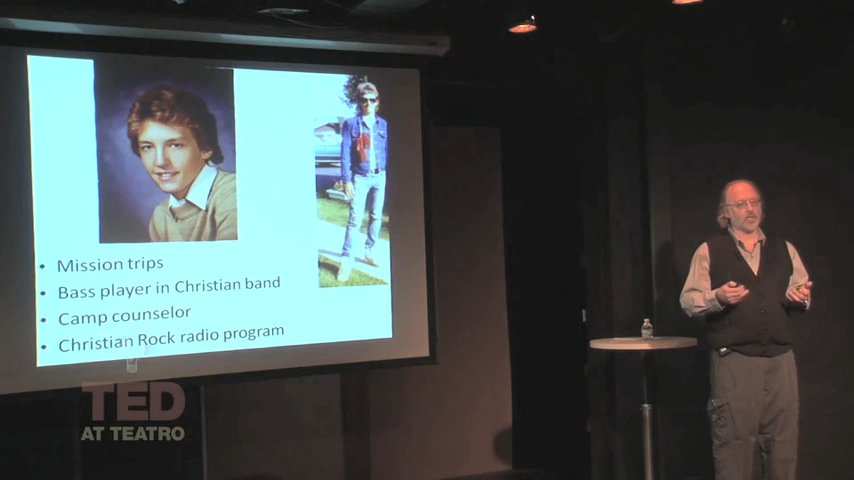 • Mission trips
• Bass player in Christian band
• Camp counselor
• Christian Rock radio program
TED
AT TEATRO